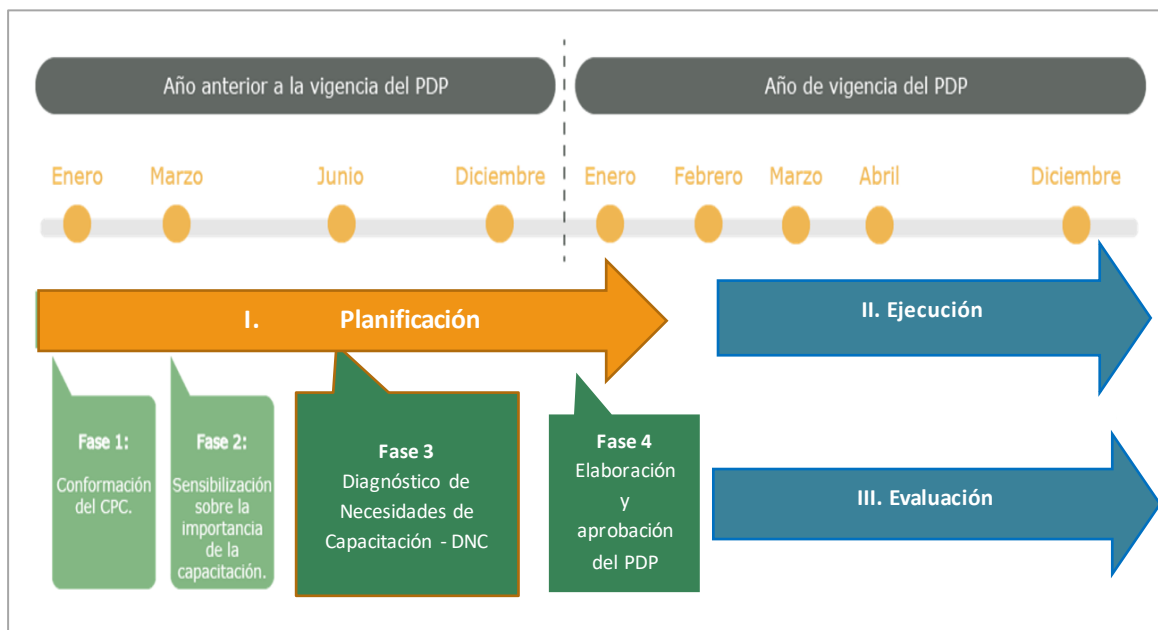 Año anterior a la vigencia del PDP
Año de vigencia del PDP
Enero
Marzo
Junio
Diciembre
Enero
Febrero
Marzo
Abril
Diciembre
I. Planificación
II. Ejecución
Fase 1:
Conformación
del CPC.
Fase 2:
Sensibilización
sobre la
importancia
de la
capacitación.
Fase 3
Diagnóstico de
Necesidades de
Capacitación - DNC
Fase 4
Elaboración
y
aprobación
del PDP
III. Evaluación